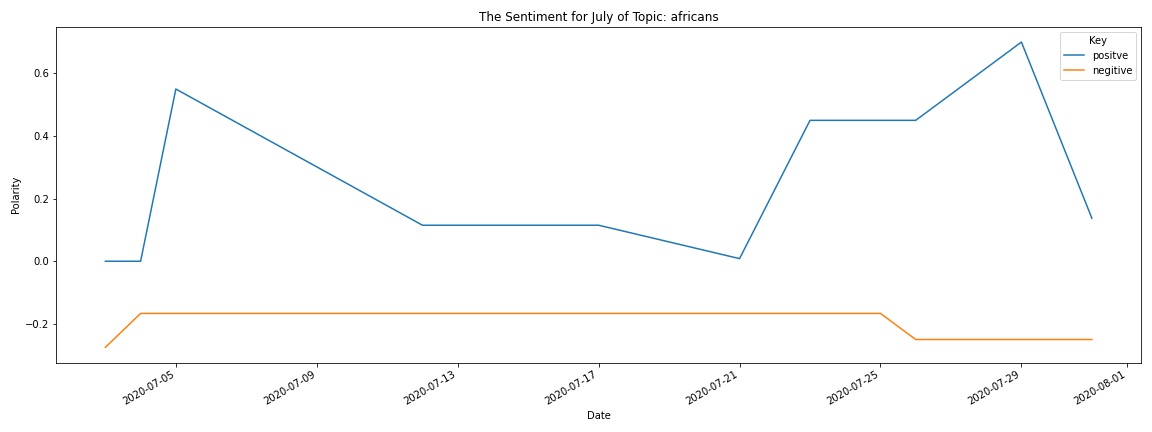 The Sentiment for July of Topic: africans
Key
positve
negitive
0.6
0.4
0.2
0.0
−0.2
Polarity
2020-07-05
2020-07-09
2020-07-13
2020-07-17
2020-07-21
2020-07-25
2020-07-29
2020-08-01
Date